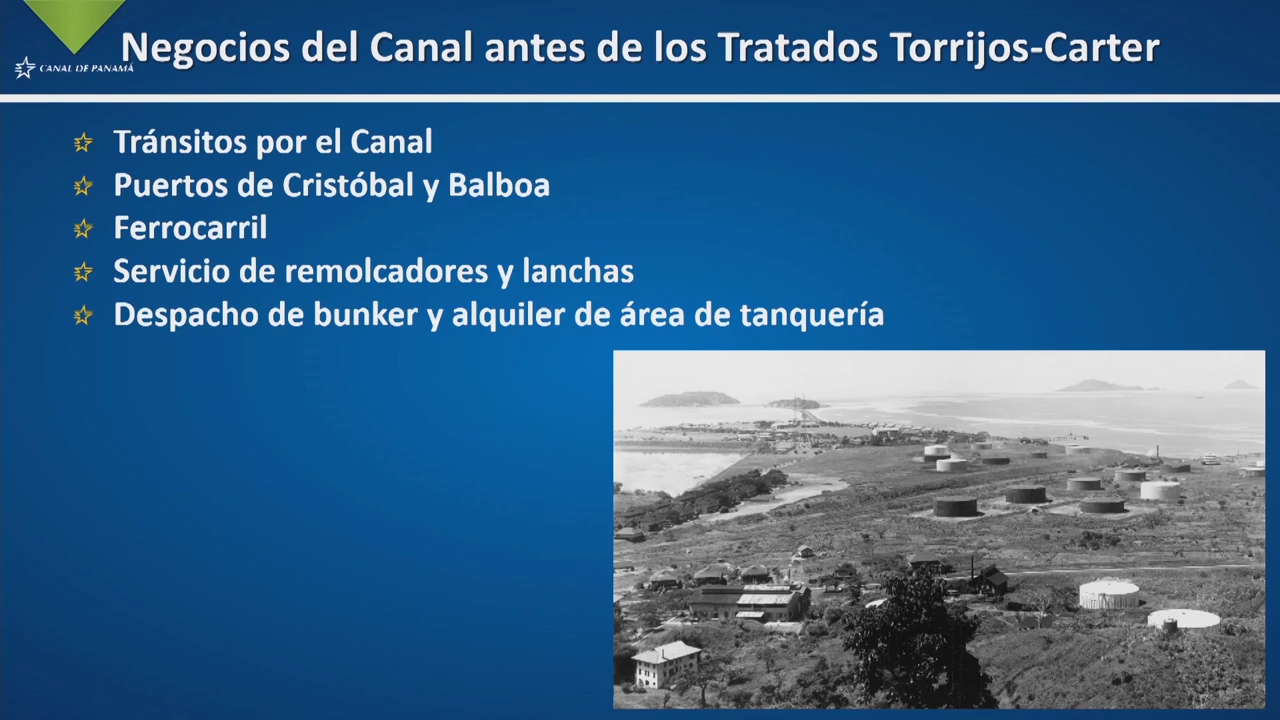 Negocios del Canal antes de los Tratados Torrijos-Carter
CANAL DE PANAMÁ
Tránsitos por el Canal
Puertos de Cristóbal y Balboa
Ferrocarril
Servicio de remolcadores y lanchas
Despacho de bunker y alquiler de área de tanquería